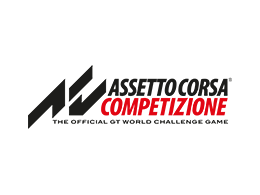 ASSETTO CORSA®
COMPETIZIONE
THE OFFICIAL GT WORLD CHALLENGE GAME